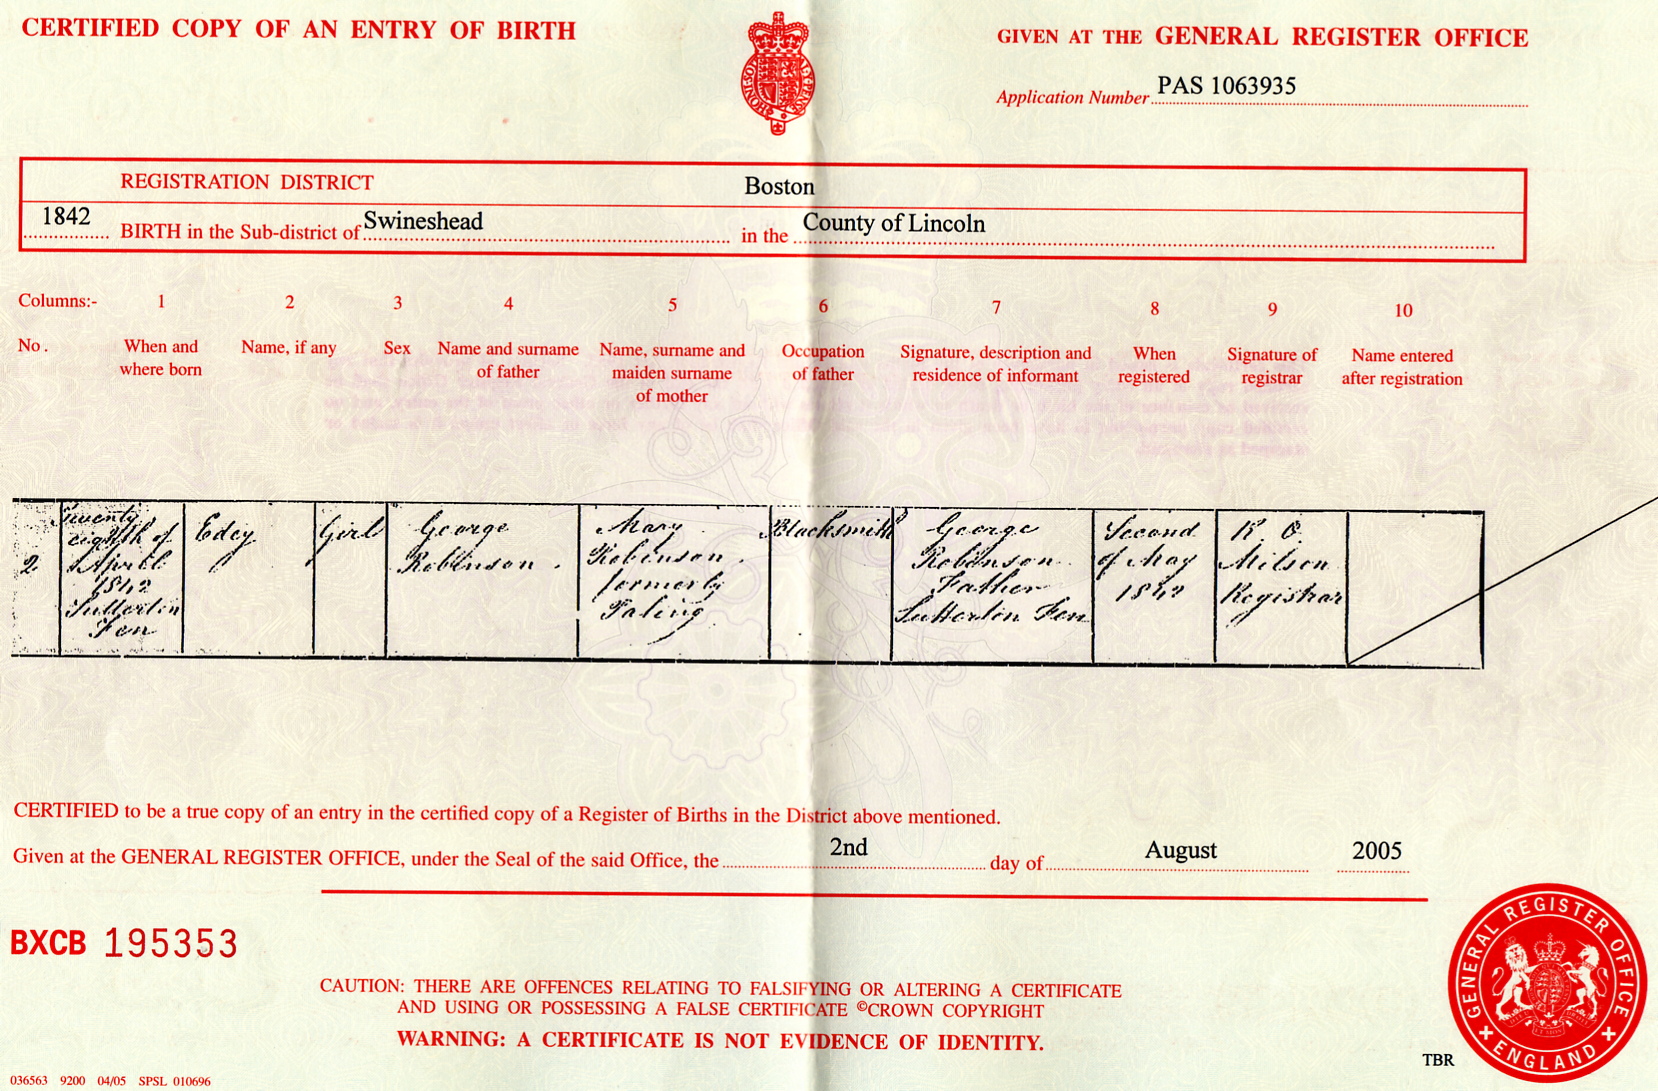 CERTIFIED COPY OF AN ENTRY OF BIRTH
GIVEN AT THE GENERAL REGISTER OFFICE
Application Number PAS 1063935
REGISTRATION DISTRICT Boston
1842 BIRTH in the Sub-district of Swineshead in the County of Lincoln
Columns:- 1 2 3 4 5 6 7 8 9 10
No. When and where born
Name, if any
Sex
Name and surname of father
Name, surname and maiden surname of mother
Occupation of father
Signature, description and residence of informant
When registered
Signature of registrar
Name entered after registration
2
Twenty
eighth of
April
1842
Sutterton
Fen
Edey
Girl
George
Robinson.
Mary
Robinson.
formerly
Taling
Blacksmith
George
Robinson
Father
Sutterton Fen
Second
of May
1842
R. O.
Milson
Registrar
CERTIFIED to be a true copy of an entry in the certified copy of a Register of Births in the District above mentioned.
Given at the GENERAL REGISTER OFFICE, under the Seal of the said Office, the 2nd day of August 2005
BXCB 195353
CAUTION: THERE ARE OFFENCES RELATING TO FALSIFYING OR ALTERING A CERTIFICATE
AND USING OR POSSESSING A FALSE CERTIFICATE ©CROWN COPYRIGHT
WARNING: A CERTIFICATE IS NOT EVIDENCE OF IDENTITY.
GENERAL REGISTER OFFICE
ENGLAND
TBR
036563 9200 04/05 SPSL 010696